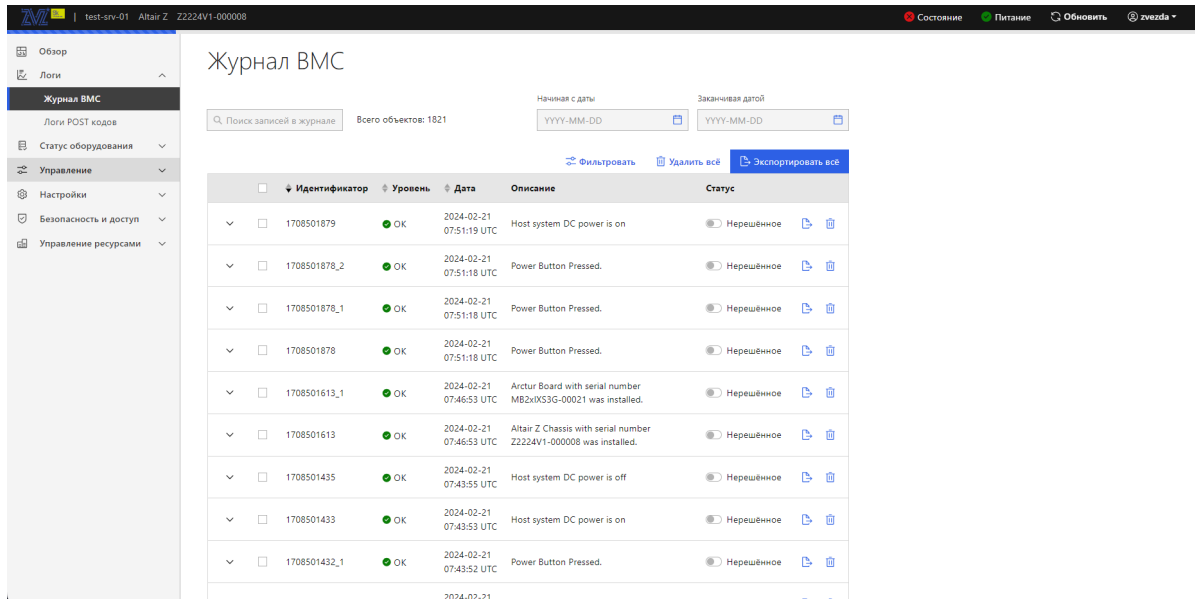 ZVZ | test-srv-01 Altair Z Z2224V1-000008 Состояние Питание Обновить zvezda
Обзор
Логи
Журнал BMC
Логи POST кодов
Статус оборудования
Управление
Настройки
Безопасность и доступ
Управление ресурсами
Журнал BMC
Начиная с даты Заканчивая датой
Поиск записей в журнале Всего объектов: 1821 YYYY-MM-DD YYYY-MM-DD
Фильтровать Удалить всё Экспортировать всё
Идентификатор Уровень Дата Описание Статус
1708501879 OK 2024-02-21 07:51:19 UTC Host system DC power is on Нерешённое
1708501878_2 OK 2024-02-21 07:51:18 UTC Power Button Pressed. Нерешённое
1708501878_1 OK 2024-02-21 07:51:18 UTC Power Button Pressed. Нерешённое
1708501878 OK 2024-02-21 07:51:18 UTC Power Button Pressed. Нерешённое
1708501613_1 OK 2024-02-21 07:46:53 UTC Arctur Board with serial number MB2xIXS3G-00021 was installed. Нерешённое
1708501613 OK 2024-02-21 07:46:53 UTC Altair Z Chassis with serial number Z2224V1-000008 was installed. Нерешённое
1708501435 OK 2024-02-21 07:43:55 UTC Host system DC power is off Нерешённое
1708501433 OK 2024-02-21 07:43:53 UTC Host system DC power is on Нерешённое
1708501432_1 OK 2024-02-21 07:43:52 UTC Power Button Pressed. Нерешённое
2024-02-21